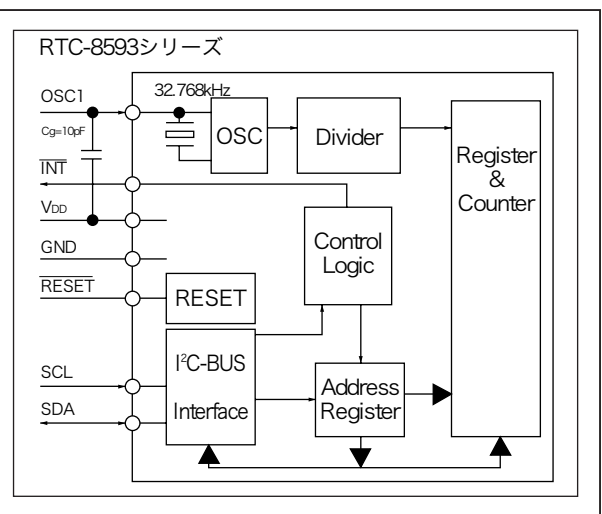 RTC-8593シリーズ
OSC1
32.768kHz
Cg=10pF
OSC
Divider
Register
&
Counter
INT
VDD
Control
Logic
GND
RESET
RESET
I²C-BUS
Interface
SCL
SDA
Address
Register